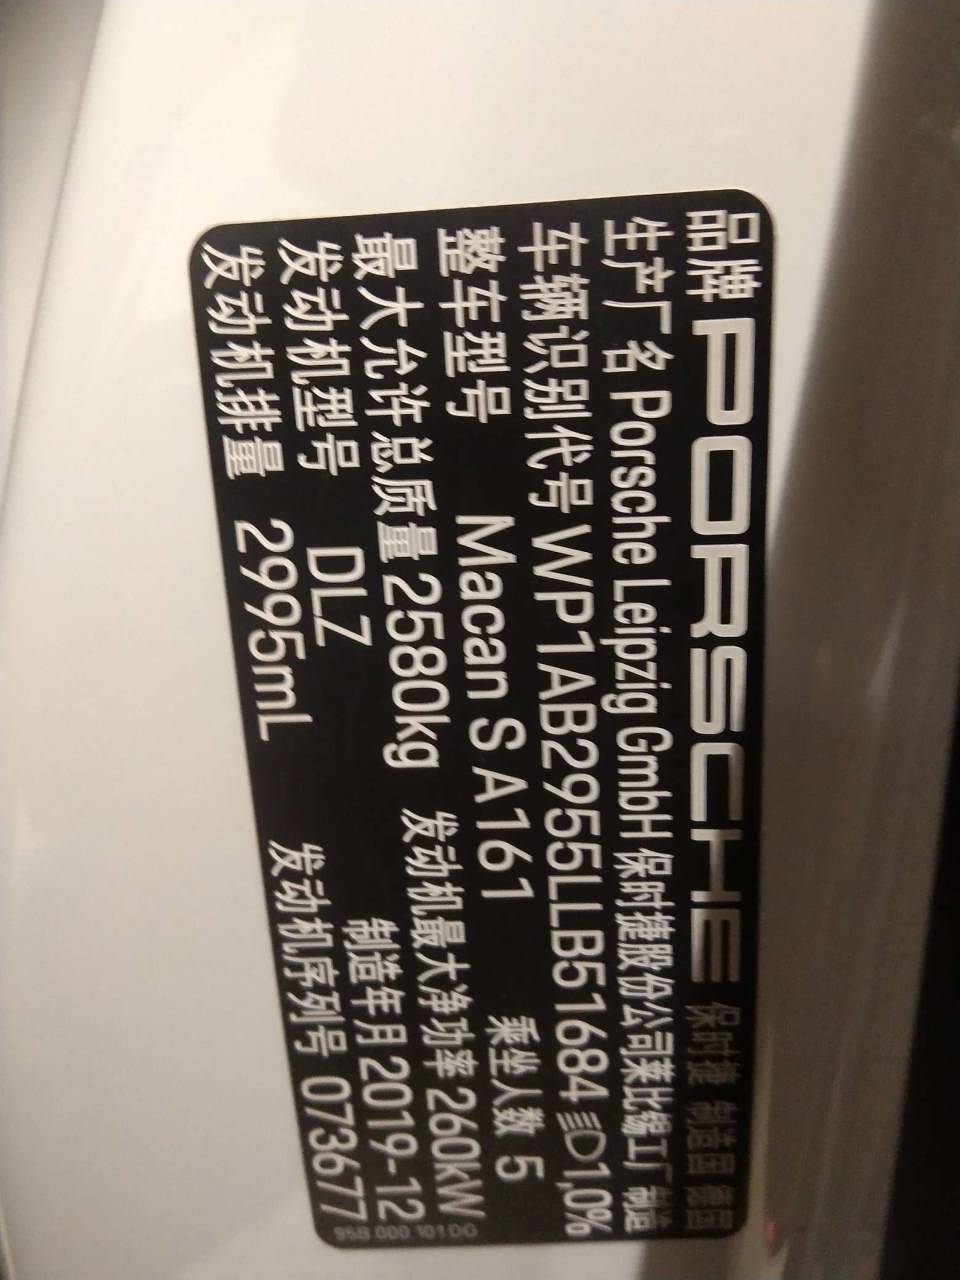 品牌 PORSCHE 保时捷 制造国 德国
生产厂名 Porsche Leipzig GmbH 保时捷股份公司莱比锡工厂制造
车辆识别代号 WP1AB2955LB51684 1,0%
整车型号 Macan S A161 乘坐人数 5
最大允许总质量 2580kg 发动机最大净功率 260kW
发动机型号 DLZ 制造年月 2019-12
发动机排量 2995mL 发动机序列号 073677
95B 000 101 DG